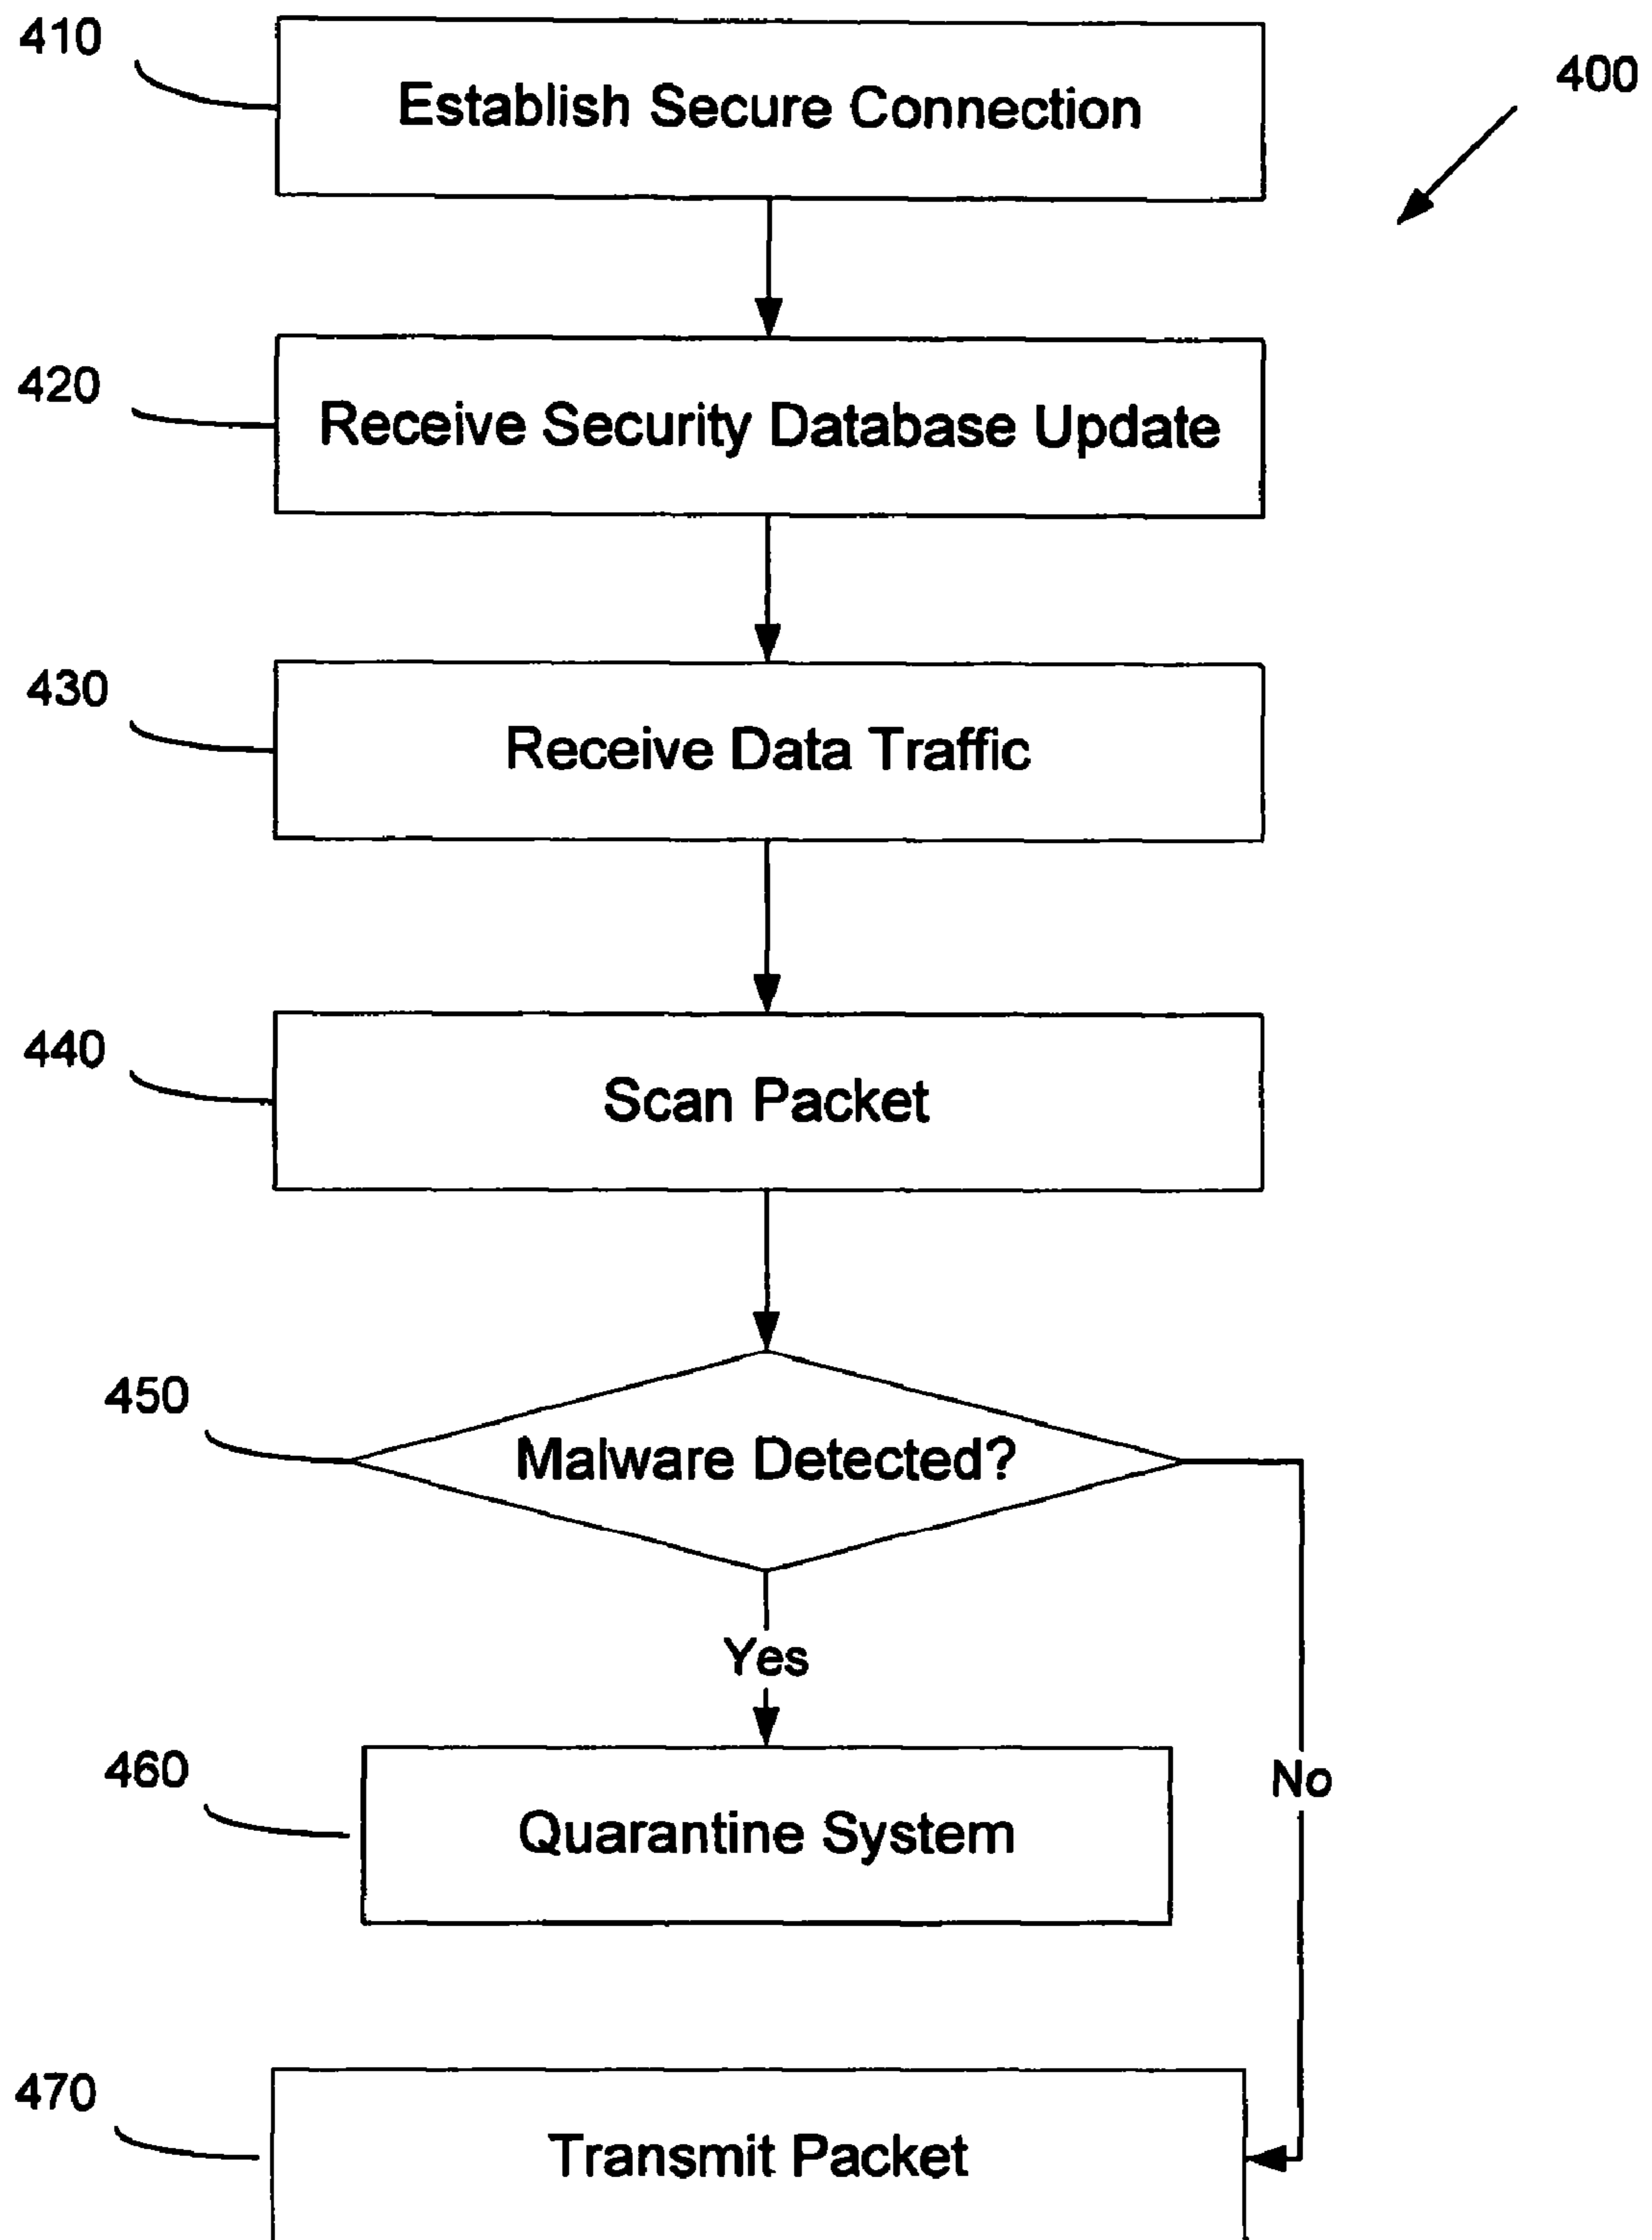 410
Establish Secure Connection
400
420
Receive Security Database Update
430
Receive Data Traffic
440
Scan Packet
450
Malware Detected?
Yes
460
Quarantine System
No
470
Transmit Packet